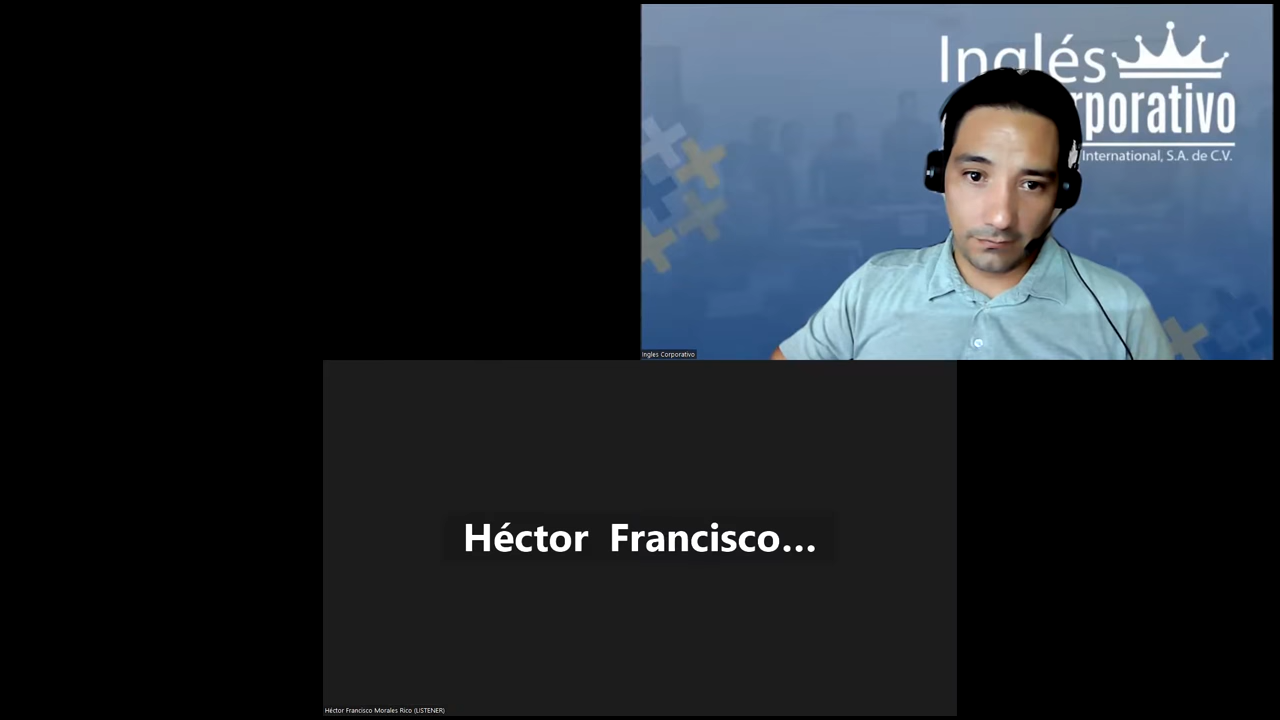 Inglés
rporativo
International, S.A. de C.V.
Ingles Corporativo
Héctor Francisco...
Héctor Francisco Morales Rico (LISTENER)